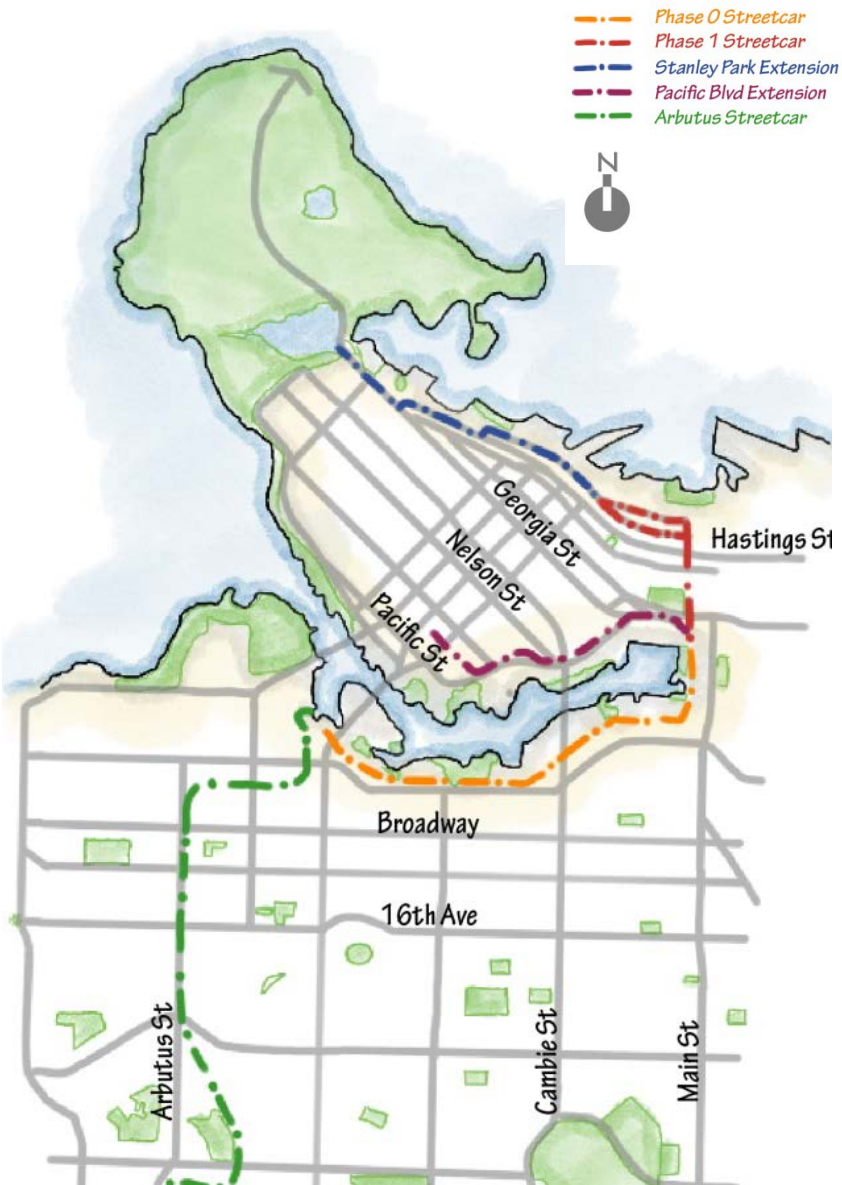 Phase 0 Streetcar
Phase 1 Streetcar
Stanley Park Extension
Pacific Blvd Extension
Arbutus Streetcar
N
Georgia St
Hastings St
Nelson St
Pacific St
Broadway
16th Ave
Arbutus St
Cambie St
Main St